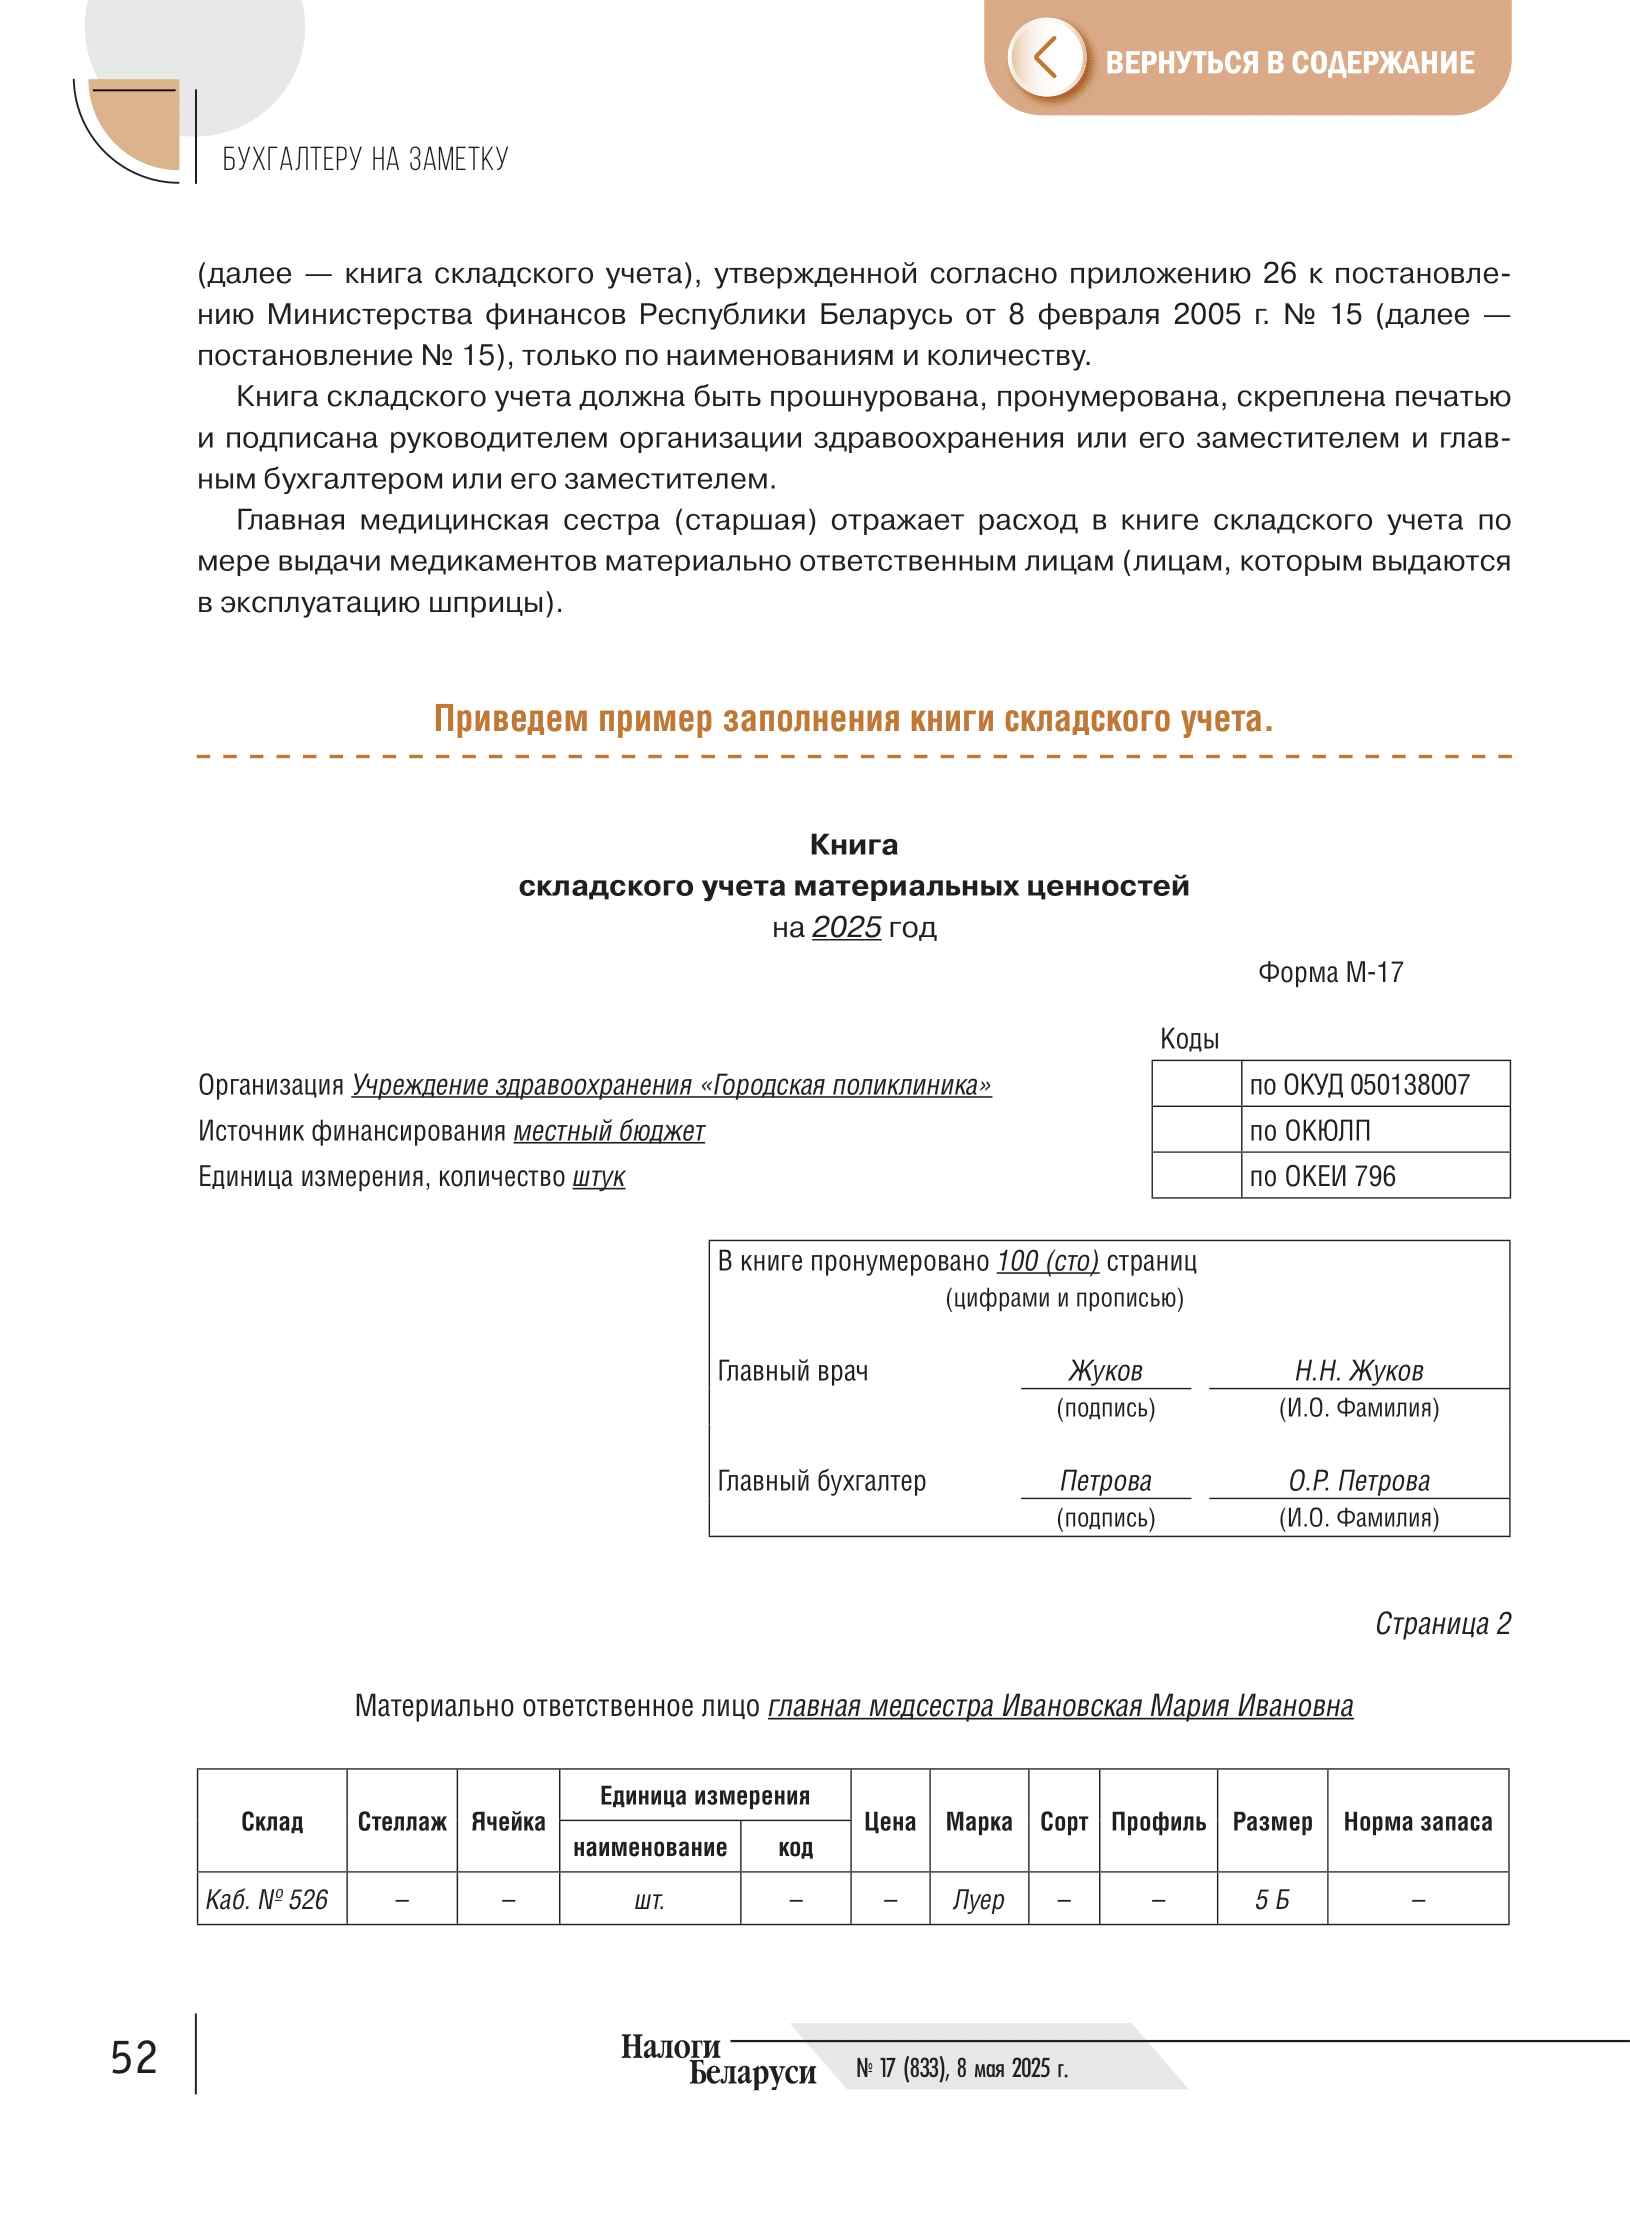 ВЕРНУТЬСЯ В СОДЕРЖАНИЕ
БУХГАЛТЕРУ НА ЗАМЕТКУ
(далее — книга складского учета), утвержденной согласно приложению 26 к постановле-
нию Министерства финансов Республики Беларусь от 8 февраля 2005 г. № 15 (далее —
постановление № 15), только по наименованиям и количеству.
Книга складского учета должна быть прошнурована, пронумерована, скреплена печатью
и подписана руководителем организации здравоохранения или его заместителем и глав-
ным бухгалтером или его заместителем.
Главная медицинская сестра (старшая) отражает расход в книге складского учета по
мере выдачи медикаментов материально ответственным лицам (лицам, которым выдаются
в эксплуатацию шприцы).
Приведем пример заполнения книги складского учета.
Книга
складского учета материальных ценностей
на 2025 год
Форма М-17
Коды
Организация Учреждение здравоохранения «Городская поликлиника»
по ОКУД 050138007
Источник финансирования местный бюджет
по ОКЮЛП
Единица измерения, количество штук
по ОКЕИ 796
В книге пронумеровано 100 (сто) страниц
(цифрами и прописью)
Главный врач Жуков Н.Н. Жуков
(подпись) (И.О. Фамилия)
Главный бухгалтер Петрова О.Р. Петрова
(подпись) (И.О. Фамилия)
Страница 2
Материально ответственное лицо главная медсестра Ивановская Мария Ивановна
Склад Стеллаж Ячейка Единица измерения Цена Марка Сорт Профиль Размер Норма запаса
наименование код
Каб. № 526 – – шт. – – Луер – – 5 Б –
52
Налоги
Беларуси
№ 17 (833), 8 мая 2025 г.